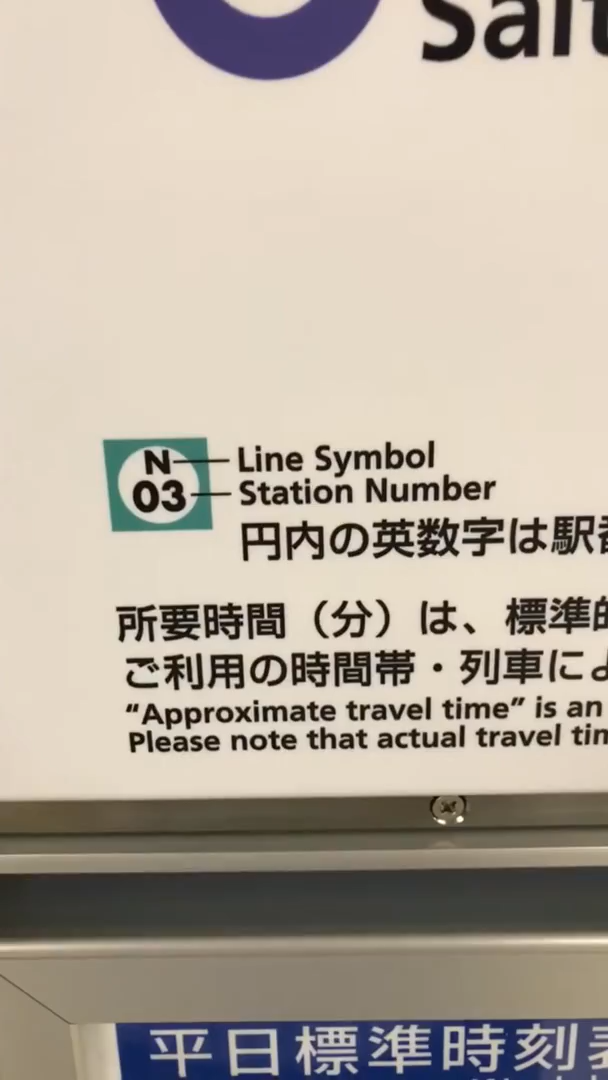 N Line Symbol
03 Station Number
円内の英数字は駅
所要時間（分）は、標準的
ご利用の時間帯・列車によ
“Approximate travel time” is an
Please note that actual travel
平日標準時刻表